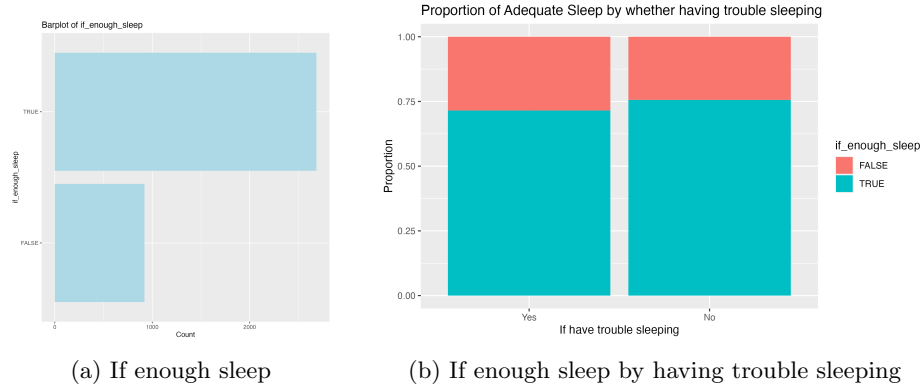 Barplot of if_enough_sleep
TRUE
FALSE
if_enough_sleep
0
1000
2000
Count
(a) If enough sleep
Proportion of Adequate Sleep by whether having trouble sleeping
1.00
0.75
0.50
0.25
0.00
Proportion
Yes
No
If have trouble sleeping
if_enough_sleep
FALSE
TRUE
(b) If enough sleep by having trouble sleeping